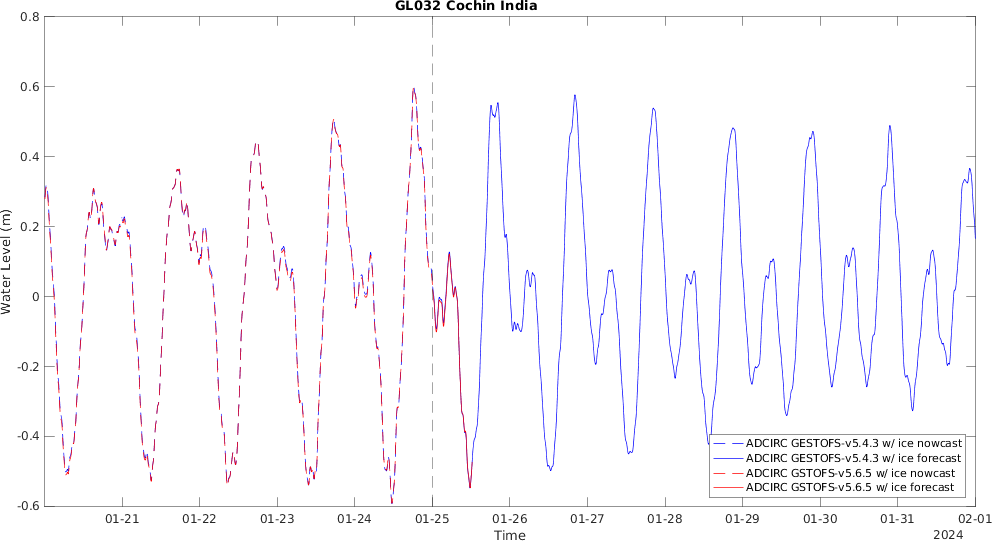 GL032 Cochin India
Water Level (m)
0.8
0.6
0.4
0.2
0
-0.2
-0.4
-0.6
ADCIRC GESTOFS-v5.4.3 w/ ice nowcast
ADCIRC GESTOFS-v5.4.3 w/ ice forecast
ADCIRC GSTOFS-v5.6.5 w/ ice nowcast
ADCIRC GSTOFS-v5.6.5 w/ ice forecast
01-21 01-22 01-23 01-24 01-25 01-26 01-27 01-28 01-29 01-30 01-31 02-01
Time
2024